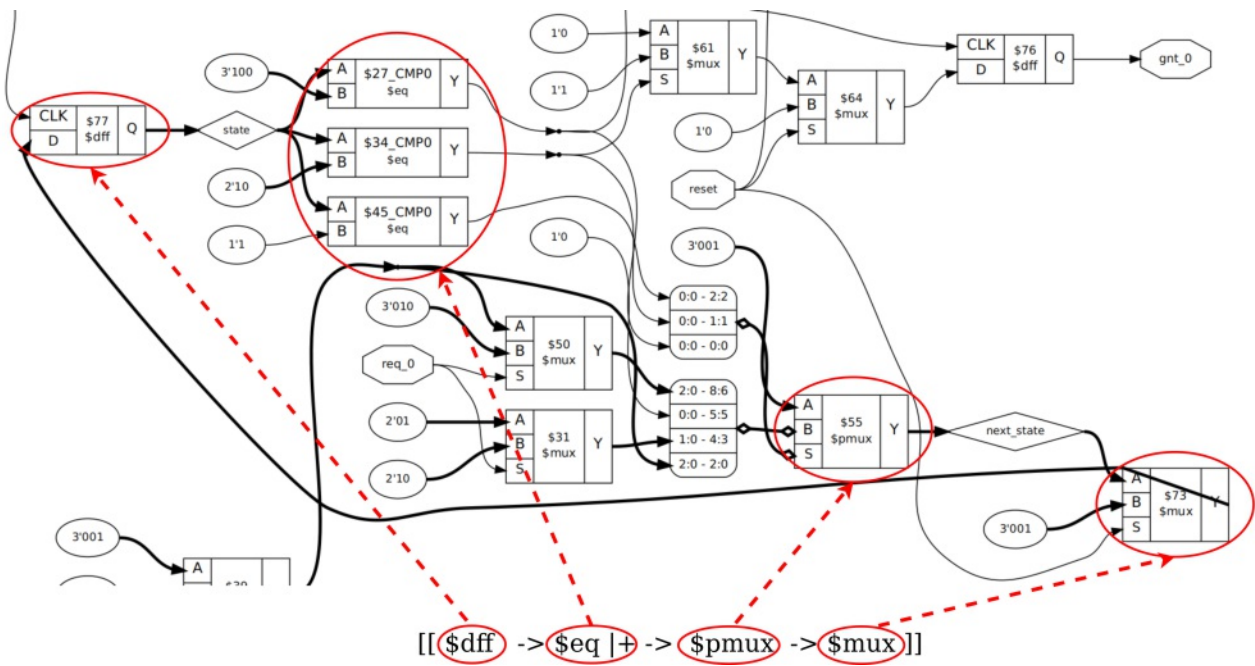 3'100
A
B
$27_CMP0
$eq
Y
1'0
1'1
A
B
S
$61
$mux
Y
CLK
D
$76
$dff
Q
gnt_0
CLK
D
$77
$dff
Q
state
A
B
$34_CMP0
$eq
Y
2'10
1'0
A
B
S
$64
$mux
Y
reset
A
B
$45_CMP0
$eq
Y
1'1
1'0
3'001
3'010
A
B
S
$50
$mux
Y
req_0
0:0 - 2:2
0:0 - 1:1
0:0 - 0:0
2'01
2'10
A
B
S
$31
$mux
Y
2:0 - 8:6
0:0 - 5:5
1:0 - 4:3
2:0 - 2:0
A
B
S
$55
$pmux
Y
next_state
3'001
A
B
S
$73
$mux
Y
3'001
A
[[ $dff -> $eq |+ -> $pmux -> $mux ]]